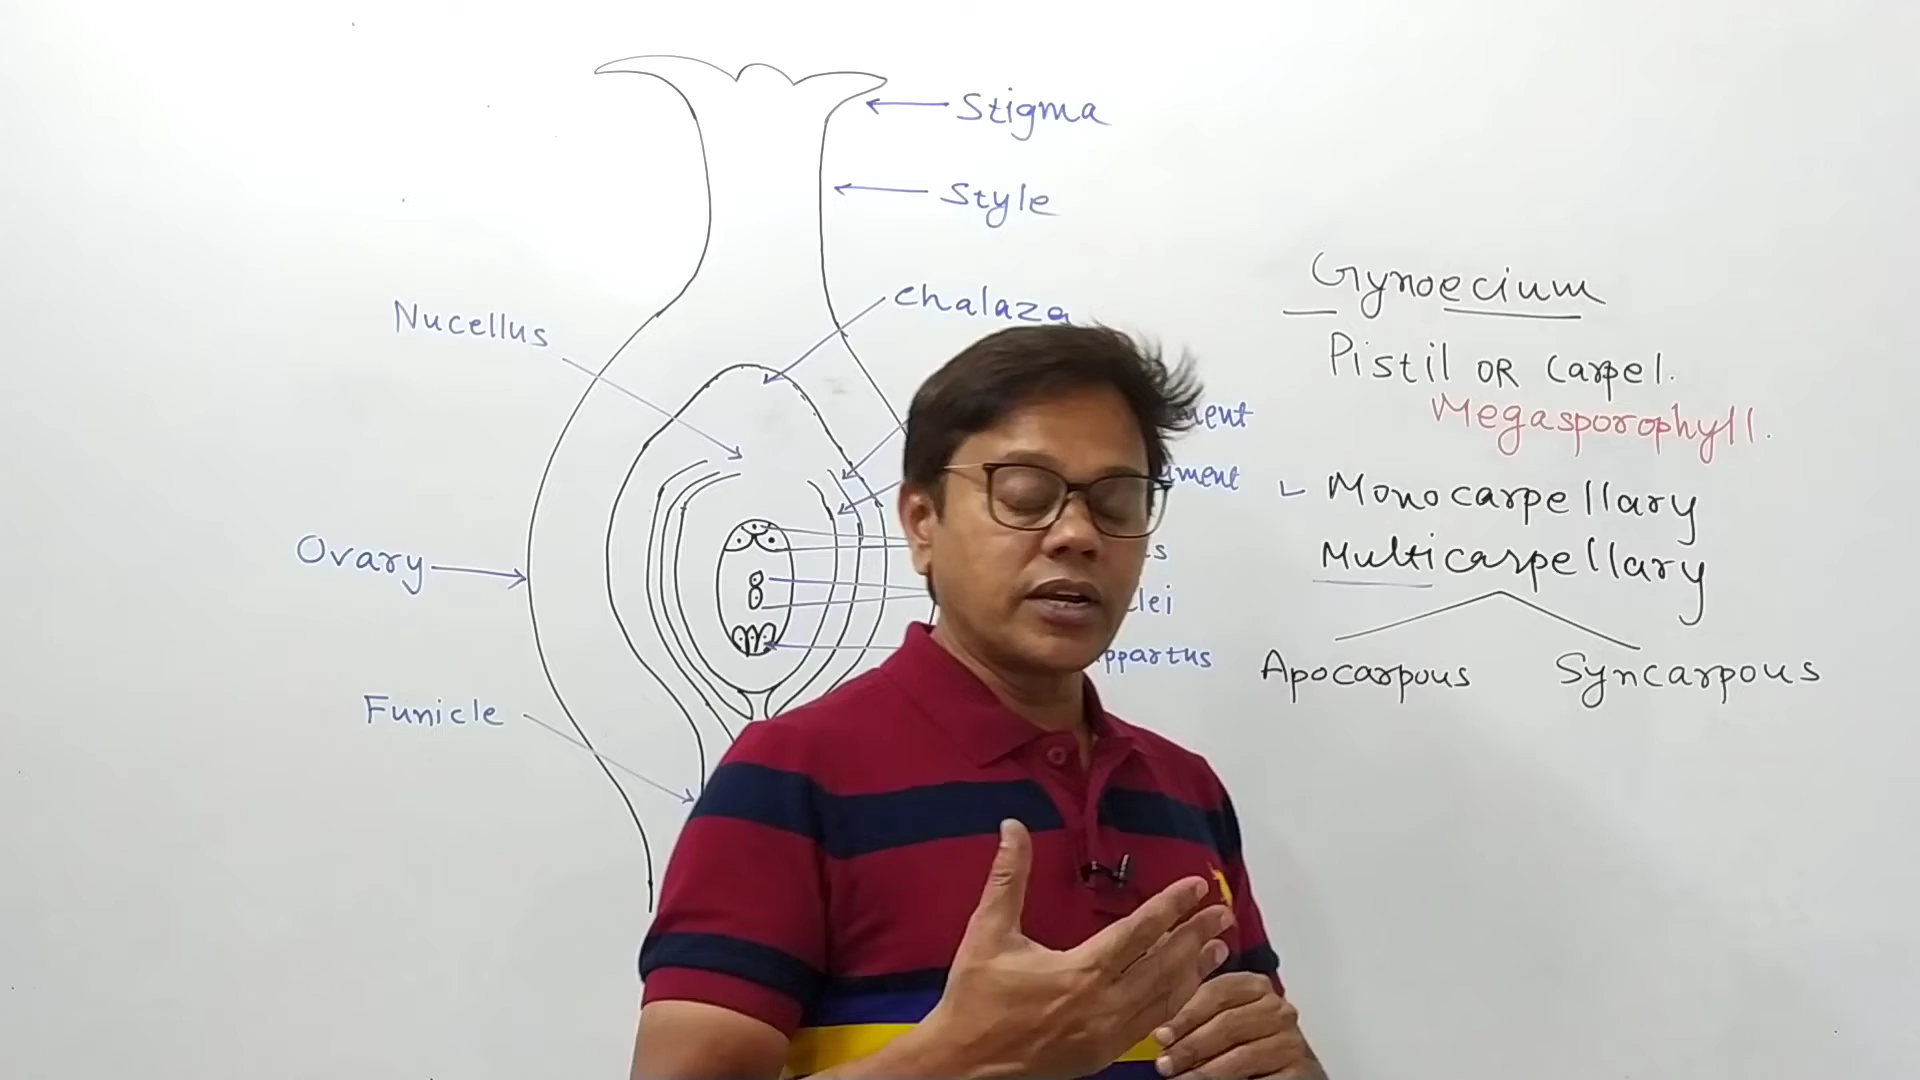 Stigma
Style
Chalaza
Nucellus
Ovary
Funicle
Gynoecium
Pistil OR Carpel.
Megasporophyll.
Monocarpellary
Multicarpellary
Apocarpous Syncarpous